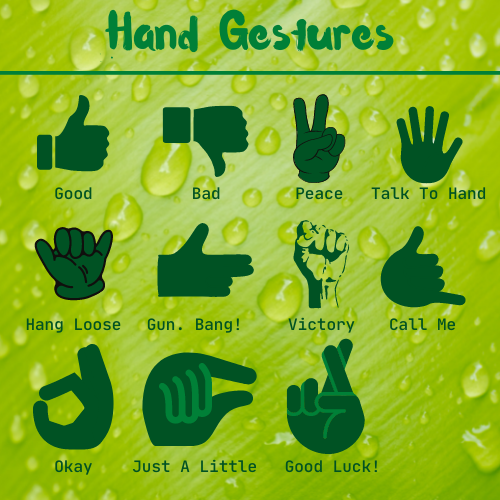 Hand Gestures
Good Bad Peace Talk To Hand
Hang Loose Gun. Bang! Victory Call Me
Okay Just A Little Good Luck!